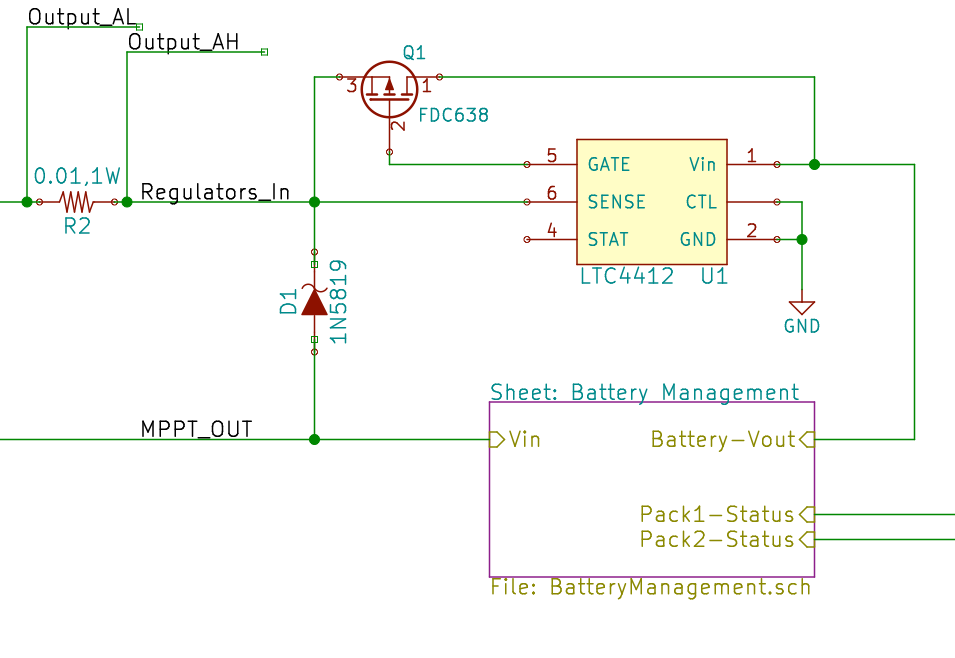 Output_AL
Output_AH
Q1
3
1
2
FDC638
0.01,1W
R2
Regulators_In
5
GATE
Vin
1
6
SENSE
CTL
4
STAT
GND
2
LTC4412
U1
D1
1N5819
GND
MPPT_OUT
Sheet: Battery Management
Vin
Battery-Vout
Pack1-Status
Pack2-Status
File: BatteryManagement.sch